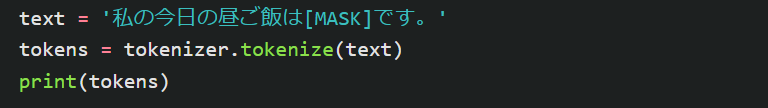 text = '私の今日の昼ご飯は[MASK]です。'
tokens = tokenizer.tokenize(text)
print(tokens)